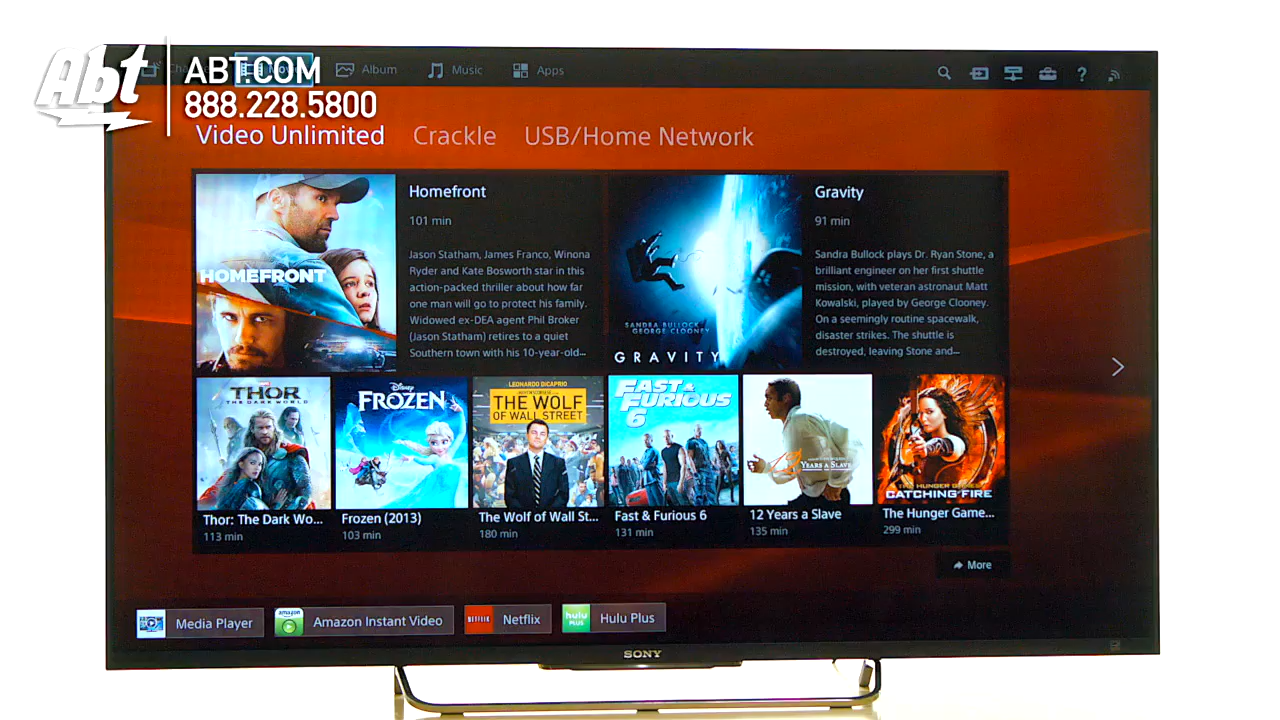 Abt
ABT.COM
888.228.5800
Album
Music
Apps
?
Video Unlimited
Crackle
USB/Home Network
HOMEFRONT
Homefront
101 min
Jason Statham, James Franco, Winona
Ryder and Kate Bosworth star in this
action-packed thriller about how far
one man will go to protect his family.
Widowed ex-DEA agent Phil Broker
(Jason Statham) retires to a quiet
Southern town with his 10-year-old...
SANDRA BULLOCK
GEORGE CLOONEY
GRAVITY
Gravity
91 min
Sandra Bullock plays Dr. Ryan Stone, a
brilliant engineer on her first shuttle
mission, with veteran astronaut Matt
Kowalski, played by George Clooney.
On a seemingly routine spacewalk,
disaster strikes. The shuttle is
destroyed, leaving Stone and...
THOR
THE DARK WORLD
Thor: The Dark Wo...
113 min
Disney
FROZEN
Frozen (2013)
103 min
LEONARDO DICAPRIO
THE WOLF
OF WALL STREET
The Wolf of Wall St...
180 min
FAST &
FURIOUS
6
Fast & Furious 6
131 min
12 YEARS A SLAVE
12 Years a Slave
135 min
THE HUNGER GAMES
CATCHING FIRE
The Hunger Game...
299 min
More
Media Player
amazon
Amazon Instant Video
NETFLIX
Netflix
hulu
PLUS
Hulu Plus
SONY